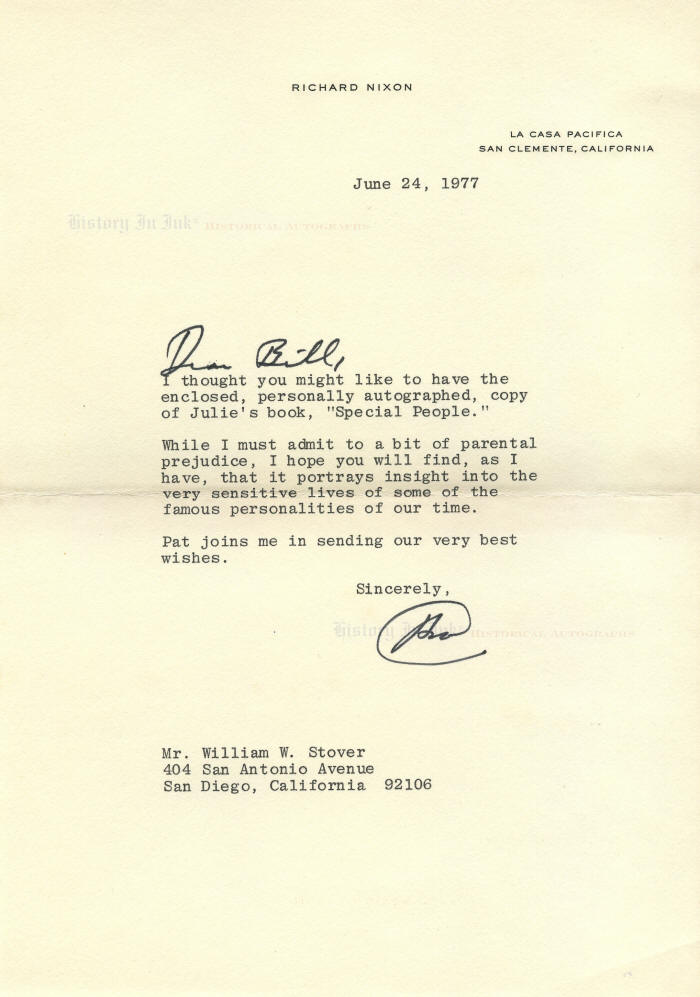 RICHARD NIXON
LA CASA PACIFICA
SAN CLEMENTE, CALIFORNIA
June 24, 1977
History In Ink® HISTORICAL AUTOGRAPHS
Dear Bill,
I thought you might like to have the
enclosed, personally autographed, copy
of Julie's book, "Special People."
While I must admit to a bit of parental
prejudice, I hope you will find, as I
have, that it portrays insight into the
very sensitive lives of some of the
famous personalities of our time.
Pat joins me in sending our very best
wishes.
Sincerely,
History In Ink® HISTORICAL AUTOGRAPHS
Mr. William W. Stover
404 San Antonio Avenue
San Diego, California 92106